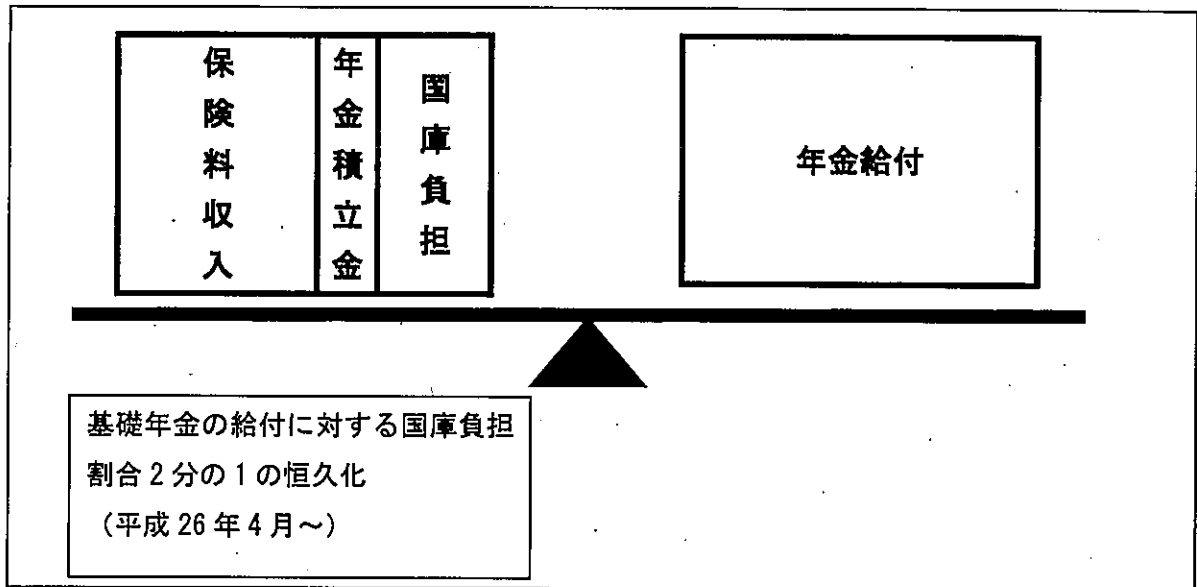 保険料収入
年金積立金
国庫負担
年金給付
基礎年金の給付に対する国庫負担
割合2分の1の恒久化
（平成26年4月～）